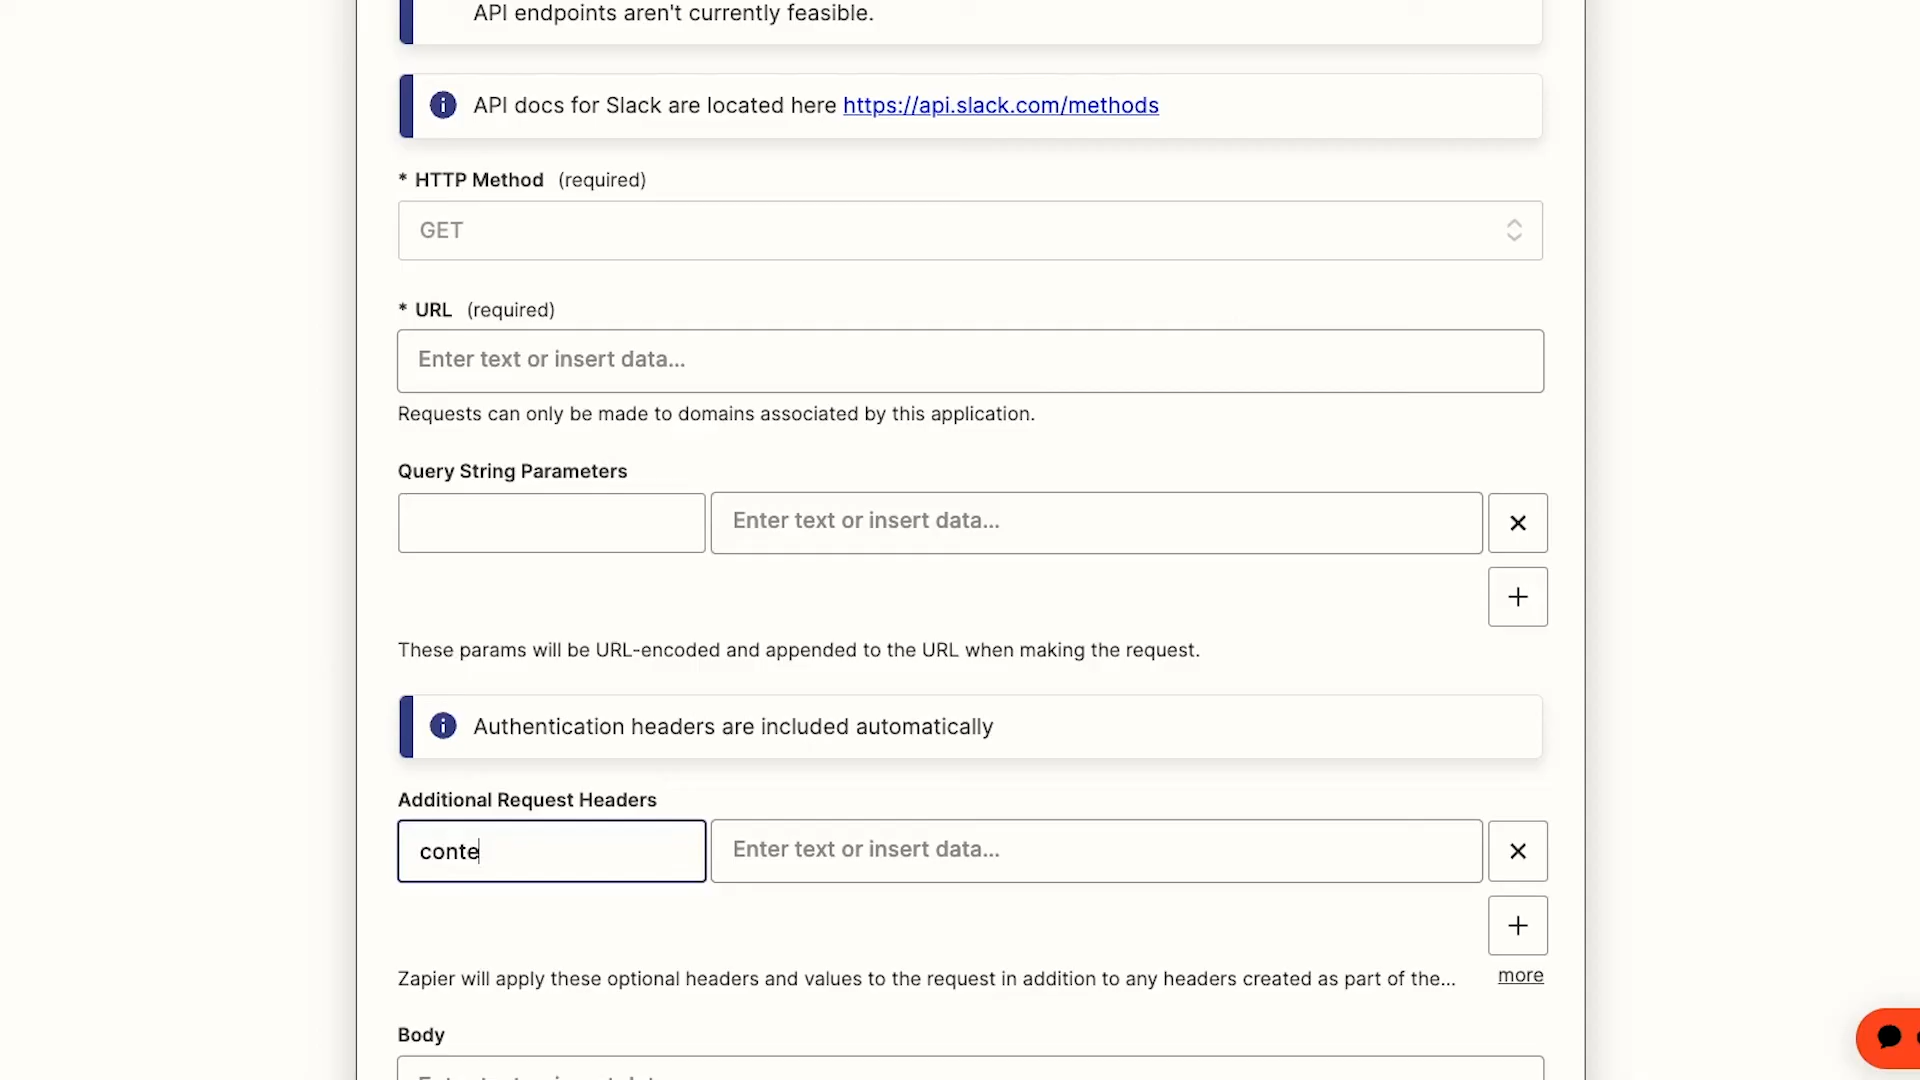 API endpoints aren't currently feasible.
API docs for Slack are located here https://api.slack.com/methods
* HTTP Method (required)
GET
* URL (required)
Enter text or insert data...
Requests can only be made to domains associated by this application.
Query String Parameters
Enter text or insert data...
These params will be URL-encoded and appended to the URL when making the request.
Authentication headers are included automatically
Additional Request Headers
conte
Enter text or insert data...
Zapier will apply these optional headers and values to the request in addition to any headers created as part of the... more
Body